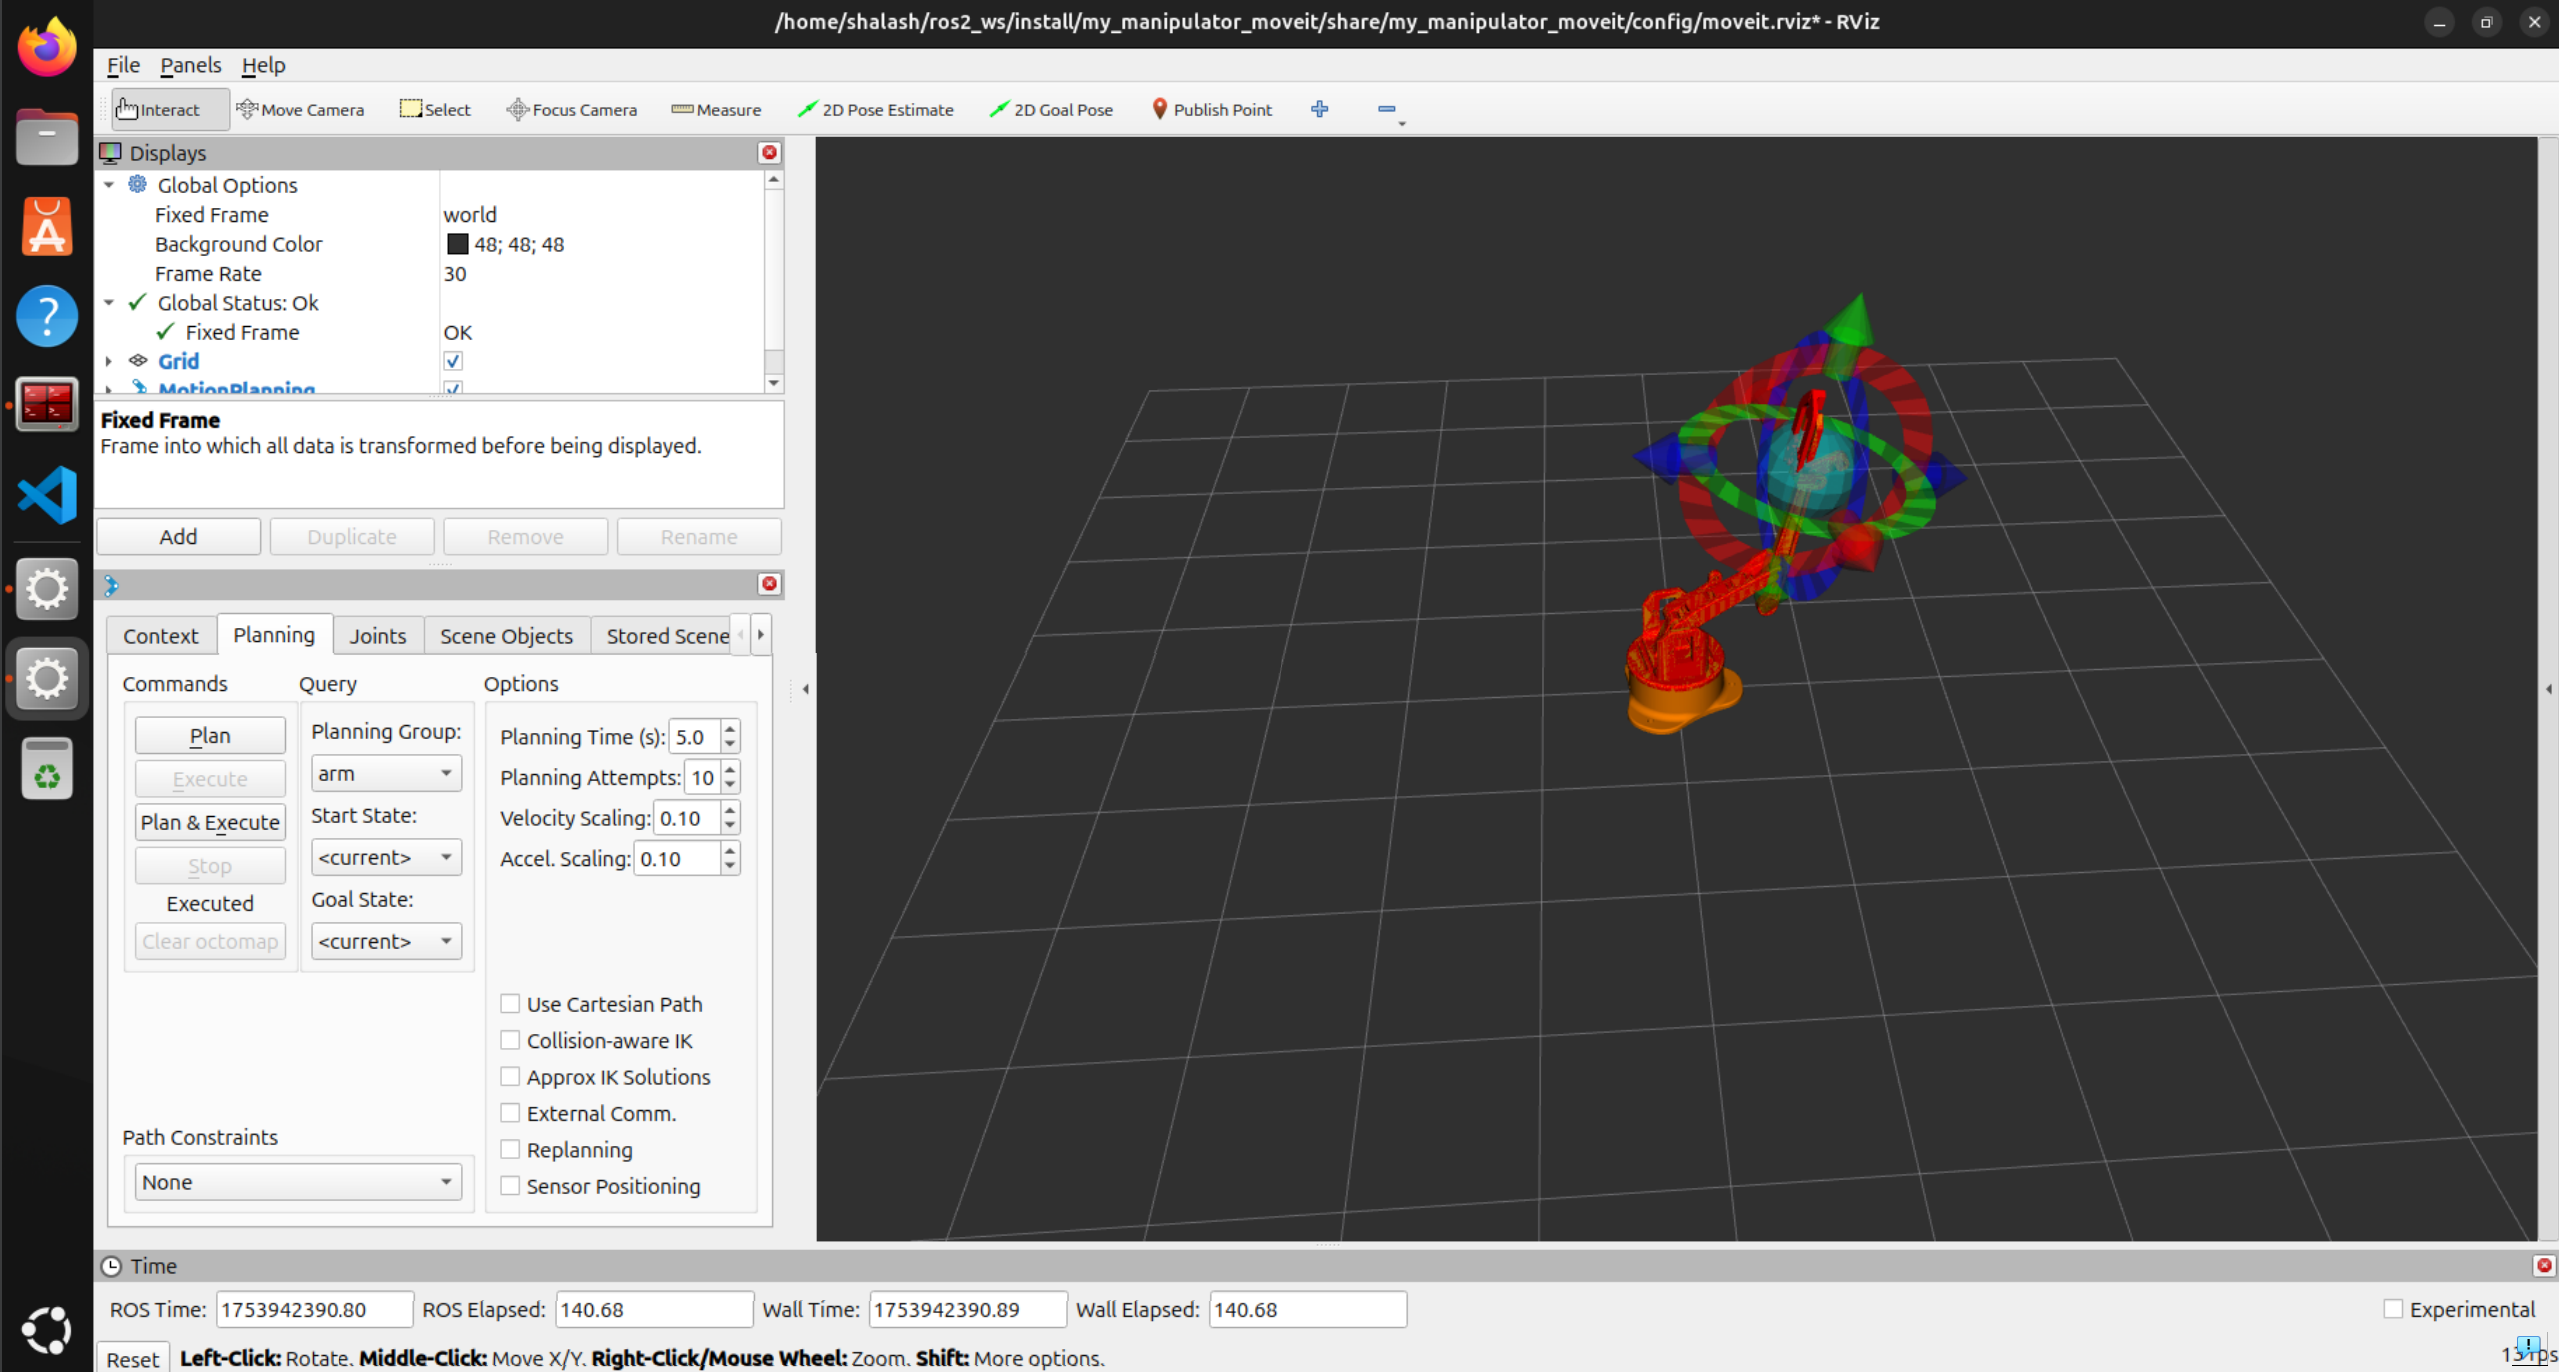 /home/shalash/ros2_ws/install/my_manipulator_moveit/share/my_manipulator_moveit/config/moveit.rviz* - RViz
File Panels Help
Interact Move Camera Select Focus Camera Measure 2D Pose Estimate 2D Goal Pose Publish Point
Displays
Global Options
Fixed Frame world
Background Color 48; 48; 48
Frame Rate 30
Global Status: Ok
Fixed Frame OK
Grid
MotionPlanning
Fixed Frame
Frame into which all data is transformed before being displayed.
Add Duplicate Remove Rename
Context Planning Joints Scene Objects Stored Scene
Commands Query Options
Plan
Execute
Plan & Execute
Stop
Executed
Clear octomap
Planning Group:
arm
Start State:
<current>
Goal State:
<current>
Planning Time (s): 5.0
Planning Attempts: 10
Velocity Scaling: 0.10
Accel. Scaling: 0.10
Use Cartesian Path
Collision-aware IK
Approx IK Solutions
External Comm.
Replanning
Sensor Positioning
Path Constraints
None
Time
ROS Time: 1753942390.80 ROS Elapsed: 140.68 Wall Time: 1753942390.89 Wall Elapsed: 140.68 Experimental
Reset Left-Click: Rotate. Middle-Click: Move X/Y. Right-Click/Mouse Wheel: Zoom. Shift: More options.